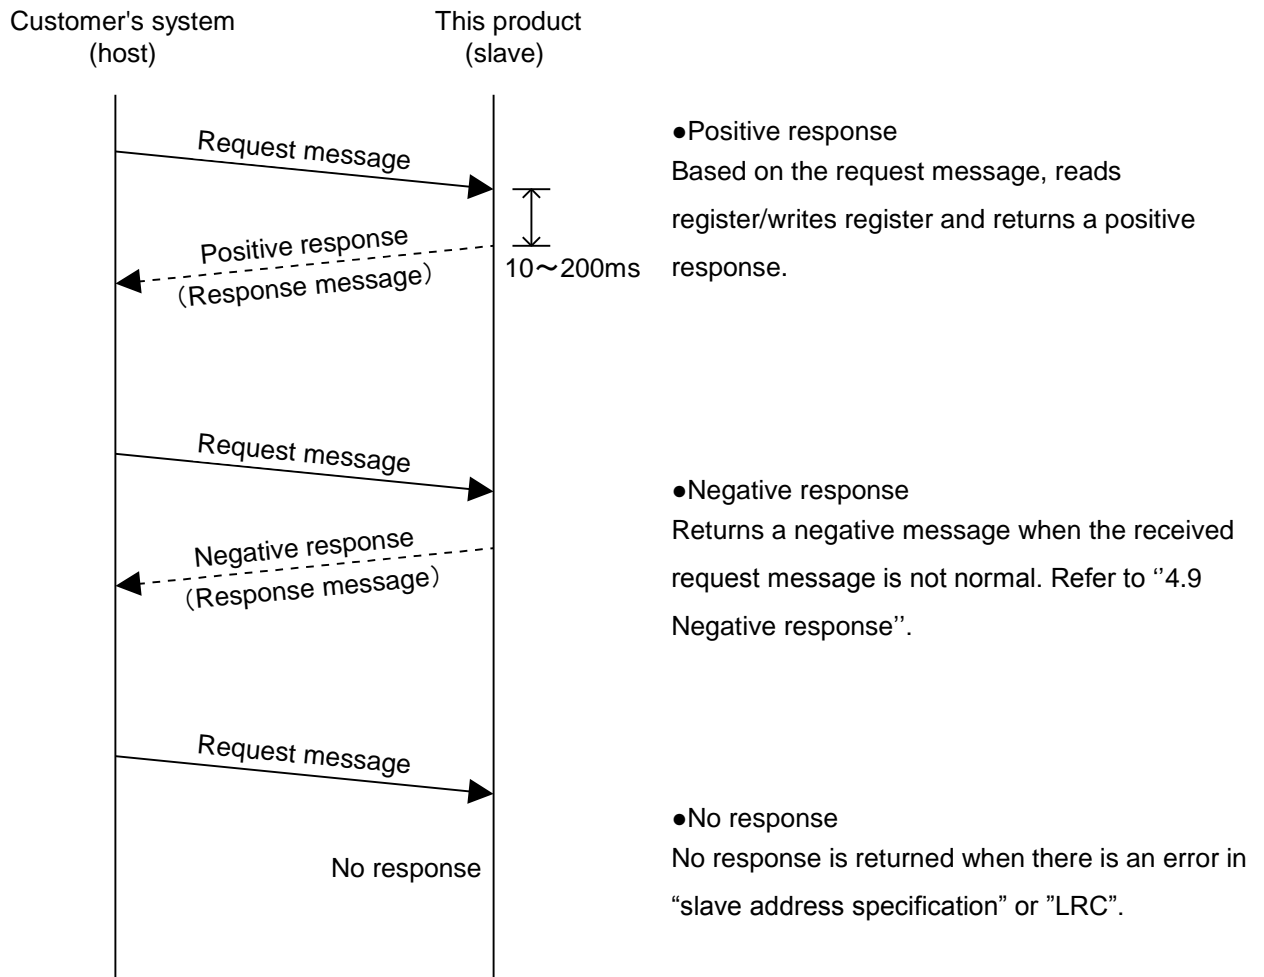 Customer's system
(host)
This product
(slave)
Request message
Positive response
（Response message）
10～200ms
●Positive response
Based on the request message, reads
register/writes register and returns a positive
response.
Request message
Negative response
（Response message）
●Negative response
Returns a negative message when the received
request message is not normal. Refer to ‘’4.9
Negative response’’.
Request message
No response
●No response
No response is returned when there is an error in
“slave address specification” or ”LRC”.